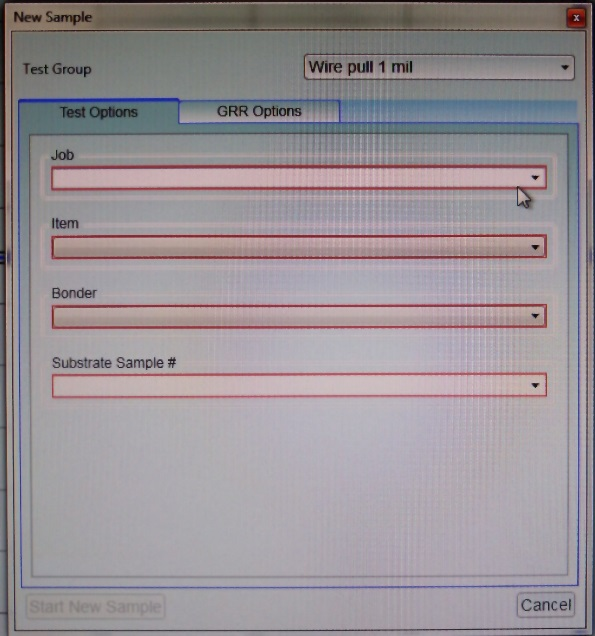 New Sample
Test Group
Wire pull 1 mil
Test Options
GRR Options
Job
Item
Bonder
Substrate Sample #
Start New Sample
Cancel